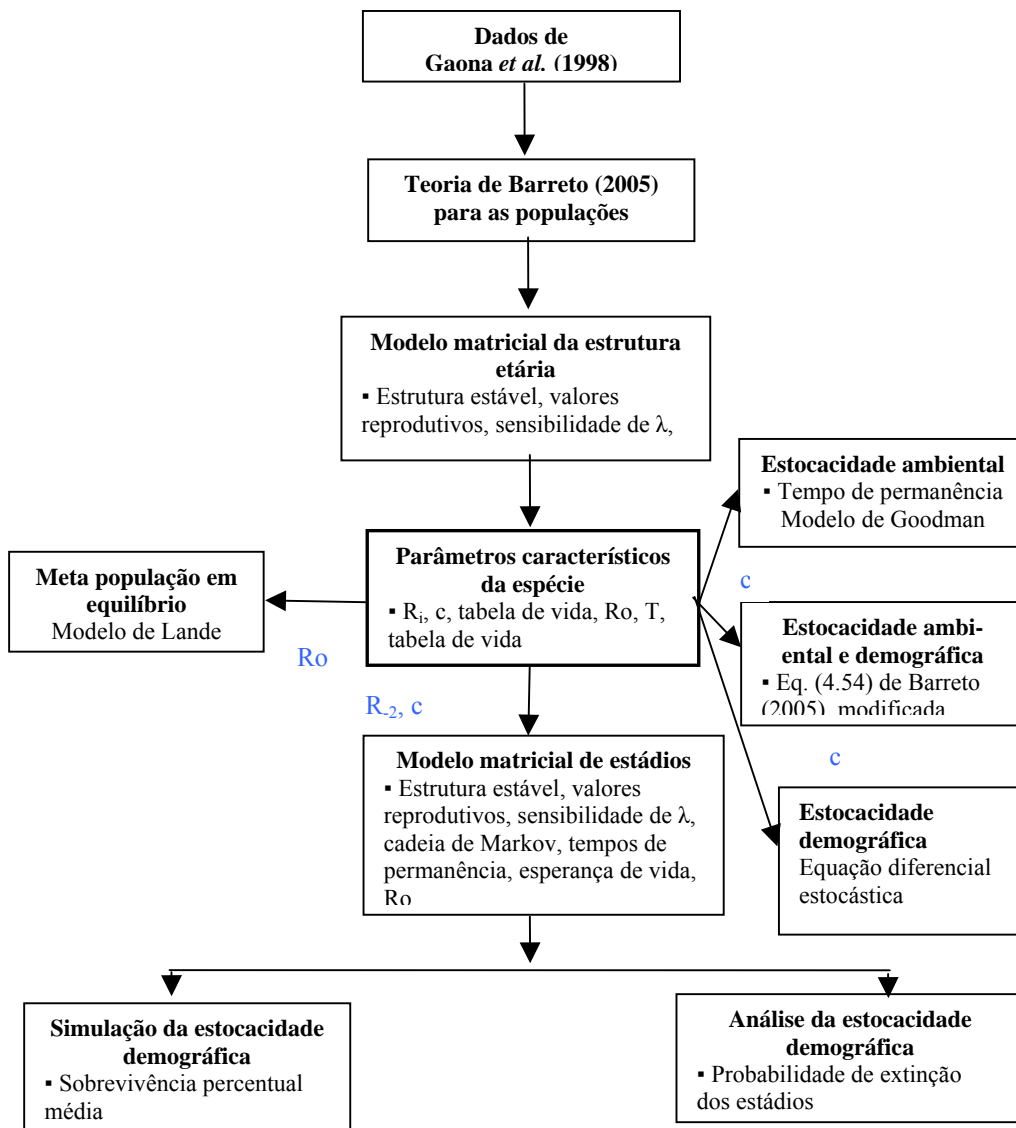 Dados de
Gaona et al. (1998)
Teoria de Barreto (2005)
para as populações
Modelo matricial da estrutura
etária
▪ Estrutura estável, valores
reprodutivos, sensibilidade de λ,
Estocacidade ambiental
▪ Tempo de permanência
Modelo de Goodman
Parâmetros característicos
da espécie
▪ Ri, c, tabela de vida, Ro, T,
tabela de vida
Meta população em
equilíbrio
Modelo de Lande
c
Estocacidade ambi-
ental e demográfica
▪ Eq. (4.54) de Barreto
(2005) modificada
Ro
R-2, c
c
Modelo matricial de estádios
▪ Estrutura estável, valores
reprodutivos, sensibilidade de λ,
cadeia de Markov, tempos de
permanência, esperança de vida,
Ro
Estocacidade
demográfica
Equação diferencial
estocástica
Simulação da estocacidade
demográfica
▪ Sobrevivência percentual
média
Análise da estocacidade
demográfica
▪ Probabilidade de extinção
dos estádios